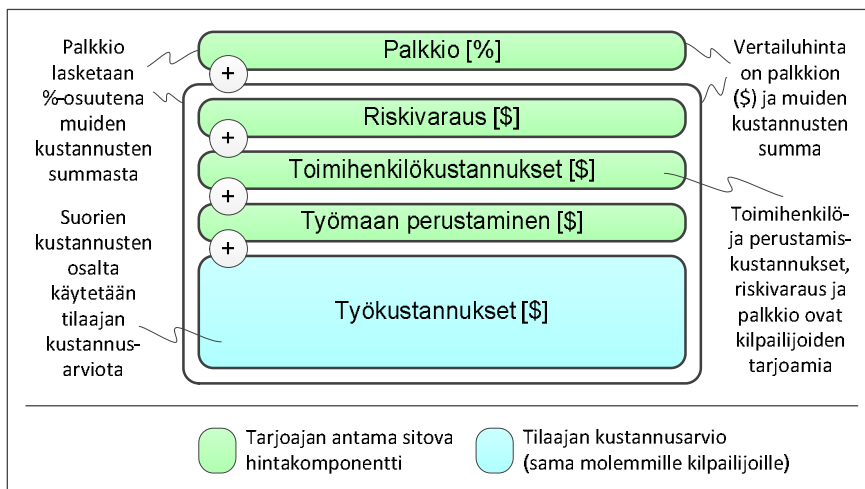 Palkkio
lasketaan
%-osuutena
muiden
kustannusten
summasta
Suorien
kustannusten
osalta
käytetään
tilaajan
kustannus-
arviota
Palkkio [%]
+
Riskivaraus [$]
+
Toimihenkilökustannukset [$]
+
Työmaan perustaminen [$]
+
Työkustannukset [$]
Vertailuhinta
on palkkion
($) ja muiden
kustannusten
summa
Toimihenkilö-
ja perustamis-
kustannukset,
riskivaraus ja
palkkio ovat
kilpailijoiden
tarjoamia
Tarjoajan antama sitova
hintakomponentti
Tilaajan kustannusarvio
(sama molemmille kilpailijoille)